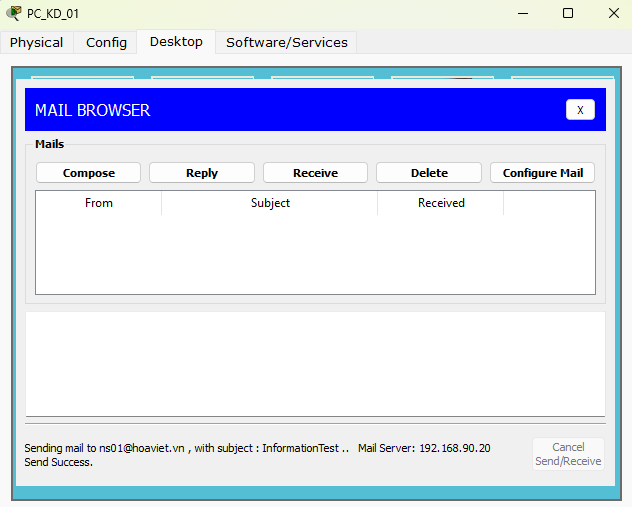 PC_KD_01
Physical Config Desktop Software/Services
MAIL BROWSER X
Mails
Compose Reply Receive Delete Configure Mail
From Subject Received
Sending mail to ns01@hoaviet.vn , with subject : InformationTest .. Mail Server: 192.168.90.20
Send Success.
Cancel
Send/Receive